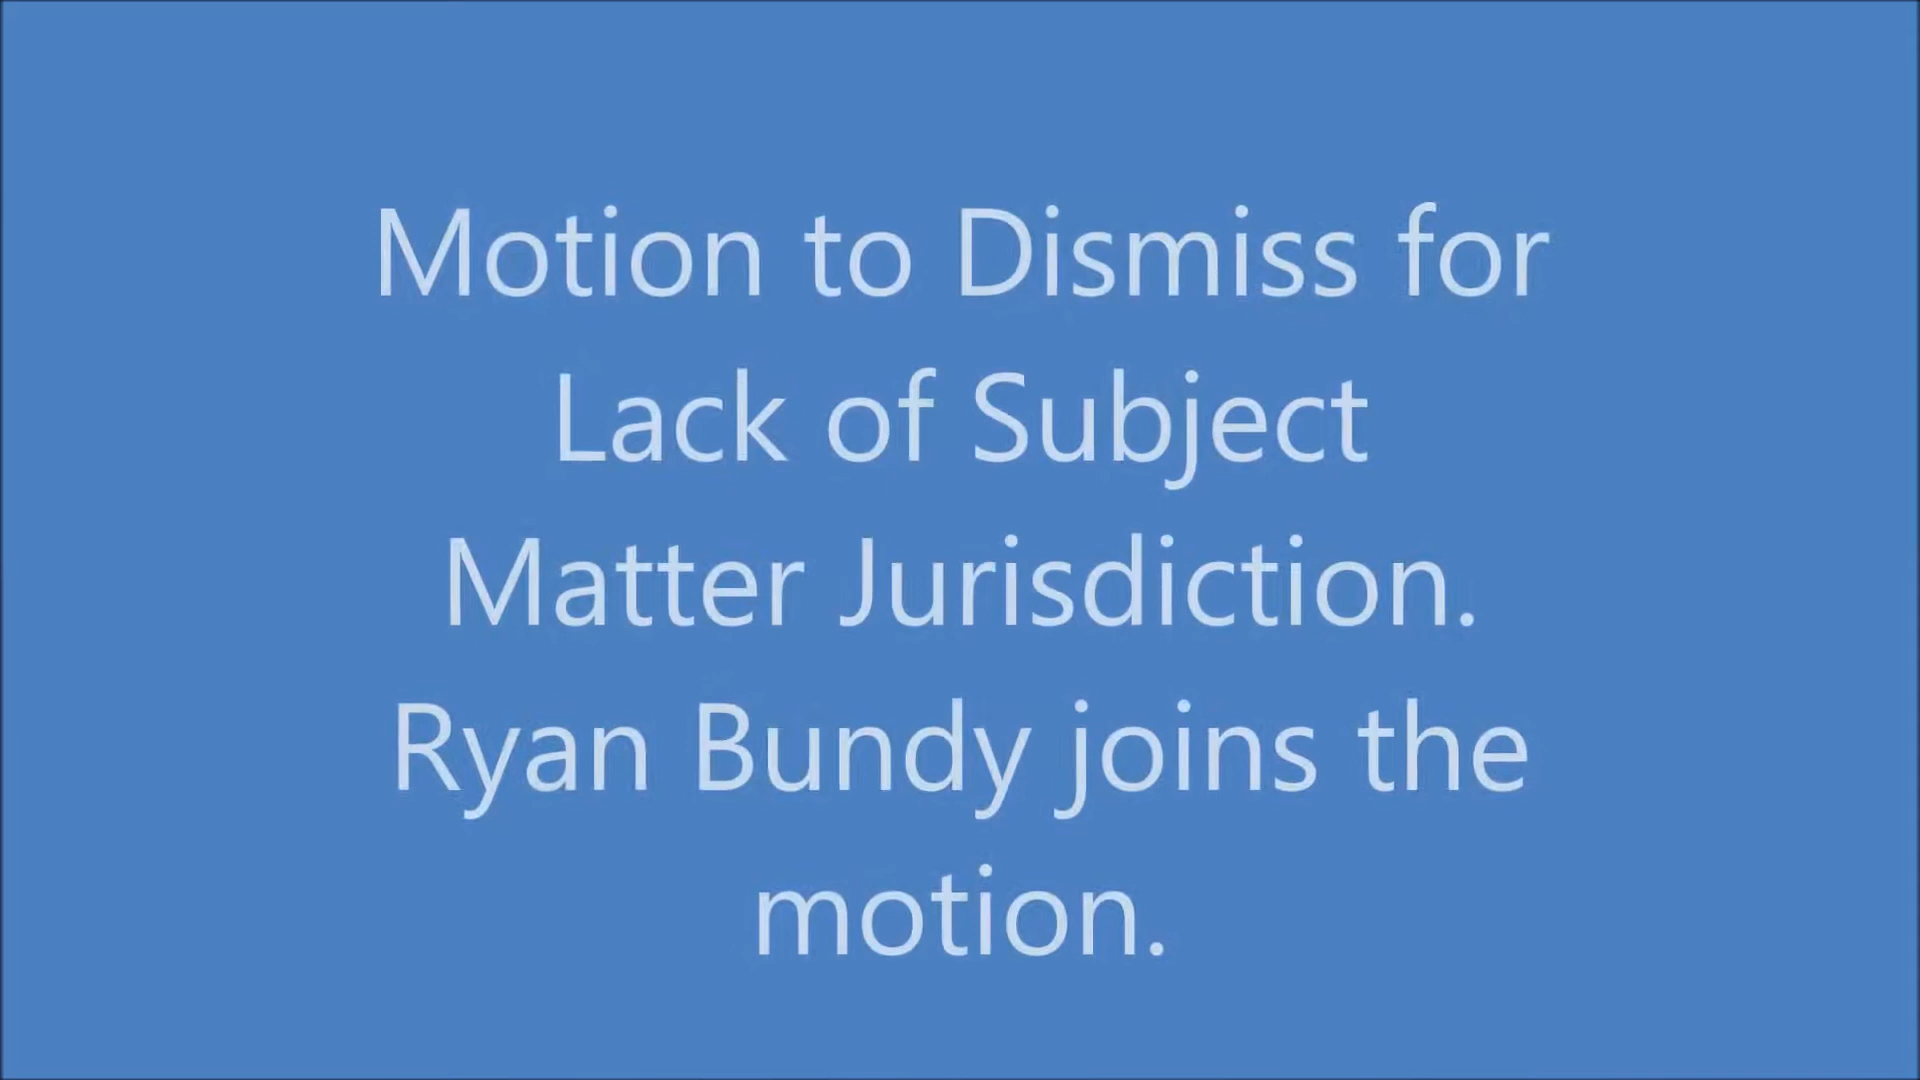 Motion to Dismiss for
Lack of Subject
Matter Jurisdiction.
Ryan Bundy joins the
motion.